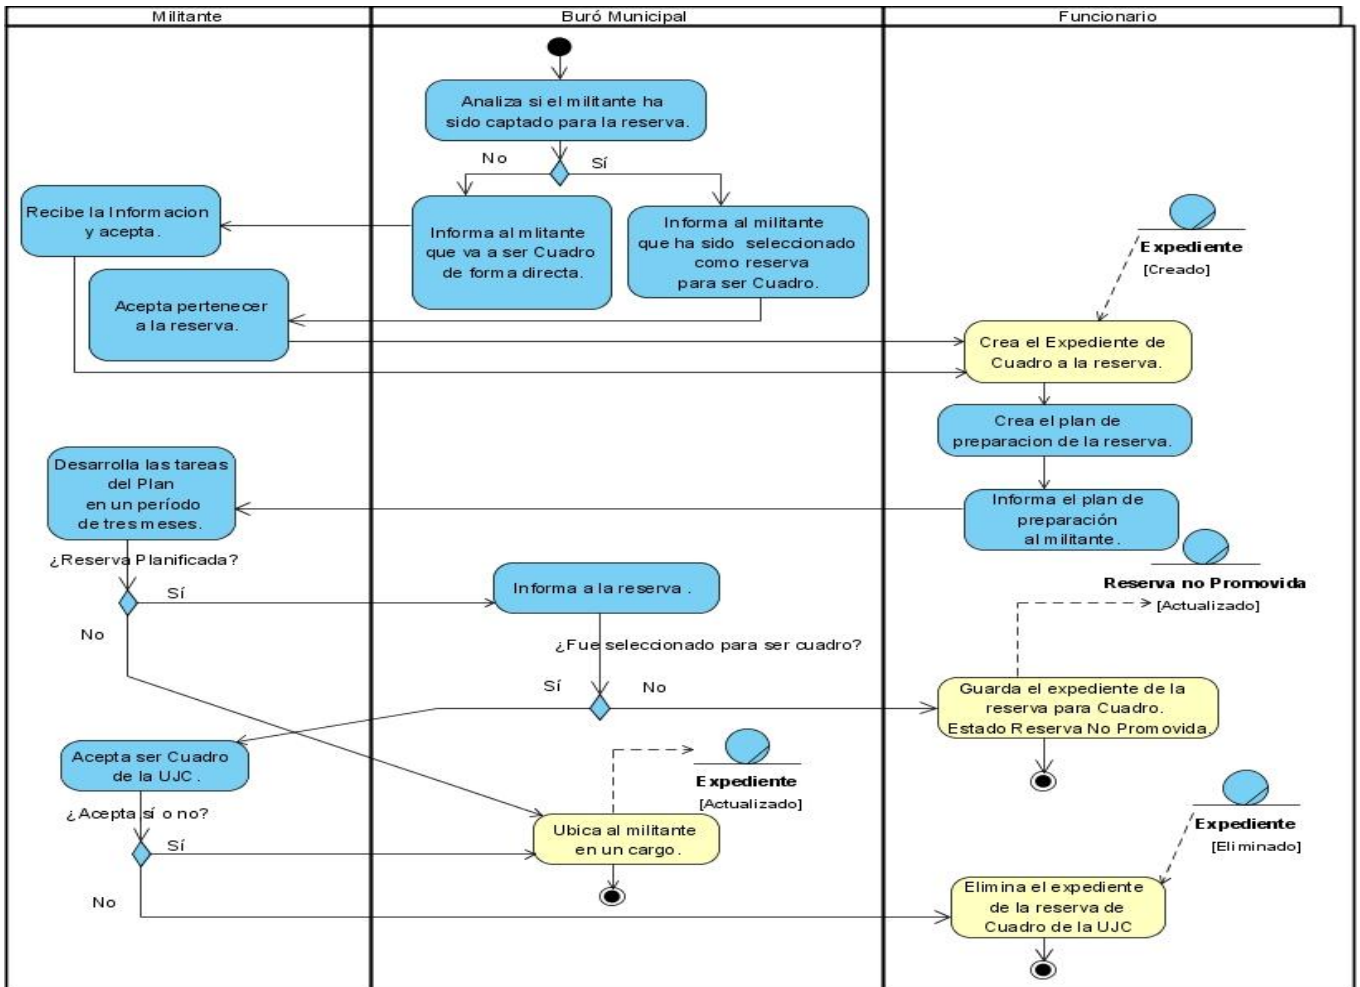 Militante
Buró Municipal
Funcionario
Analiza si el militante ha
sido captado para la reserva.
No
Sí
Recibe la Informacion
y acepta.
Informa al mlitante
que va a ser Cuadro
de forma directa.
Informa al militante
que ha sido seleccionado
como reserva
para ser Cuadro.
Expediente
[Creado]
Acepta pertenecer
a la reserva.
Crea el Expediente de
Cuadro a la reserva.
Crea el plan de
preparacion de la reserva.
Desarrolla las tareas
del Plan
en un período
de tres meses.
Informa el plan de
preparación
al militante.
¿Reserva Planificada?
Sí
No
Informa a la reserva .
Reserva no Promovida
[Actualizado]
¿Fue seleccionado para ser cuadro?
Sí
No
Guarda el expediente de la
reserva para Cuadro.
Estado Reserva No Promovida.
Acepta ser Cuadro
de la UJC .
Expediente
[Actualizado]
¿Acepta sí o no?
Sí
No
Ubica al militante
en un cargo.
Expediente
[Eliminado]
Elimina el expediente
de la reserva de
Cuadro de la UJC